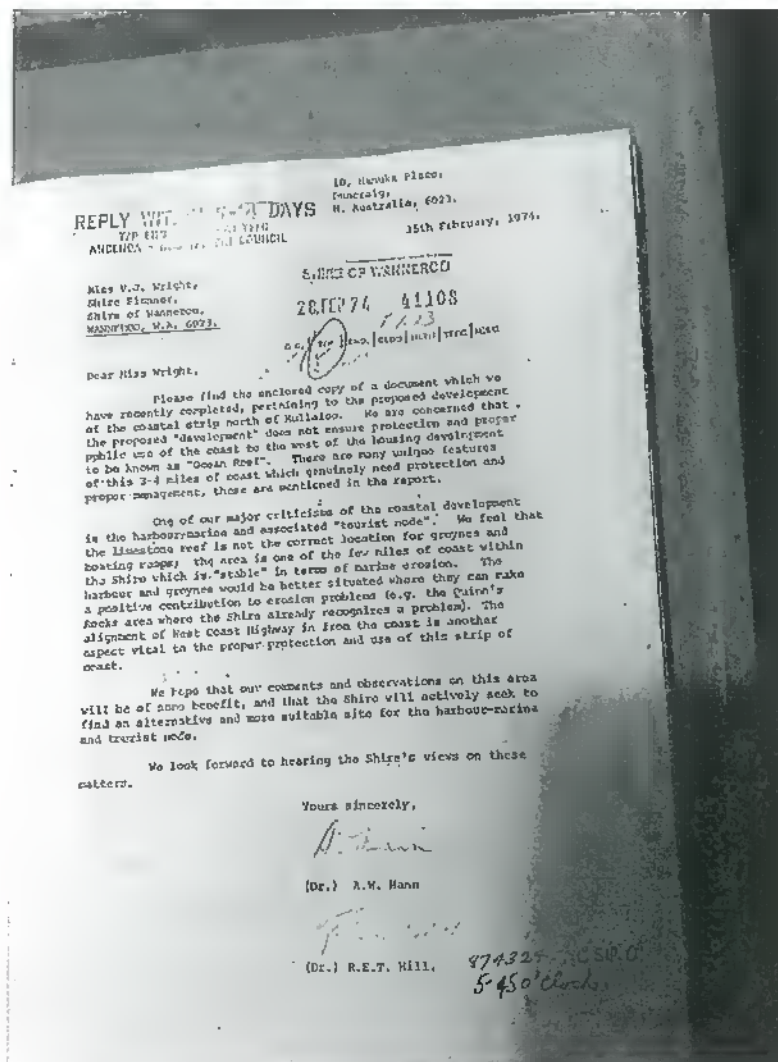 10,        Place,
Duncraig,
W. Australia, 6023.
REPLY        DAYS
15th February, 1974.
COUNCIL
SHIRE OF WANNEROO
Miss V.J. Wright,
Shire Planner,
Shire of Wanneroo,
WANNEROO, W.A. 6073.
28 FEB 74 41108
Dear Miss Wright,
Please find the enclosed copy of a document which we
have recently completed, pertaining to the proposed development
of the coastal strip north of Mullaloo. We are concerned that
the proposed "development" does not ensure protection and proper
public use of the coast to the west of the housing development
to be known as "Ocean Reef". There are many unique features
of this 3-4 miles of coast which genuinely need protection and
proper management, those are mentioned in the report.
One of our major criticisms of the coastal development
is the harbour-marina and associated "tourist node". We feel that
the limestone reef is not the correct location for groynes and
boating ramps; the area is one of the few miles of coast within
the Shire which is "stable" in terms of marine erosion. The
harbour and groynes would be better situated where they can make
a positive contribution to erosion problems (e.g. the Quinn's
Rocks area where the Shire already recognizes a problem). The
alignment of West Coast Highway in from the coast is another
aspect vital to the proper protection and use of this strip of
coast.
We hope that our comments and observations on this area
will be of some benefit, and that the Shire will actively seek to
find an alternative and more suitable site for the harbour-marina
and tourist node.
We look forward to hearing the Shire's views on these
matters.
Yours sincerely,
(Dr.) A.W. Mann
(Dr.) R.E.T. Hill.
874324
5-45 o'clock